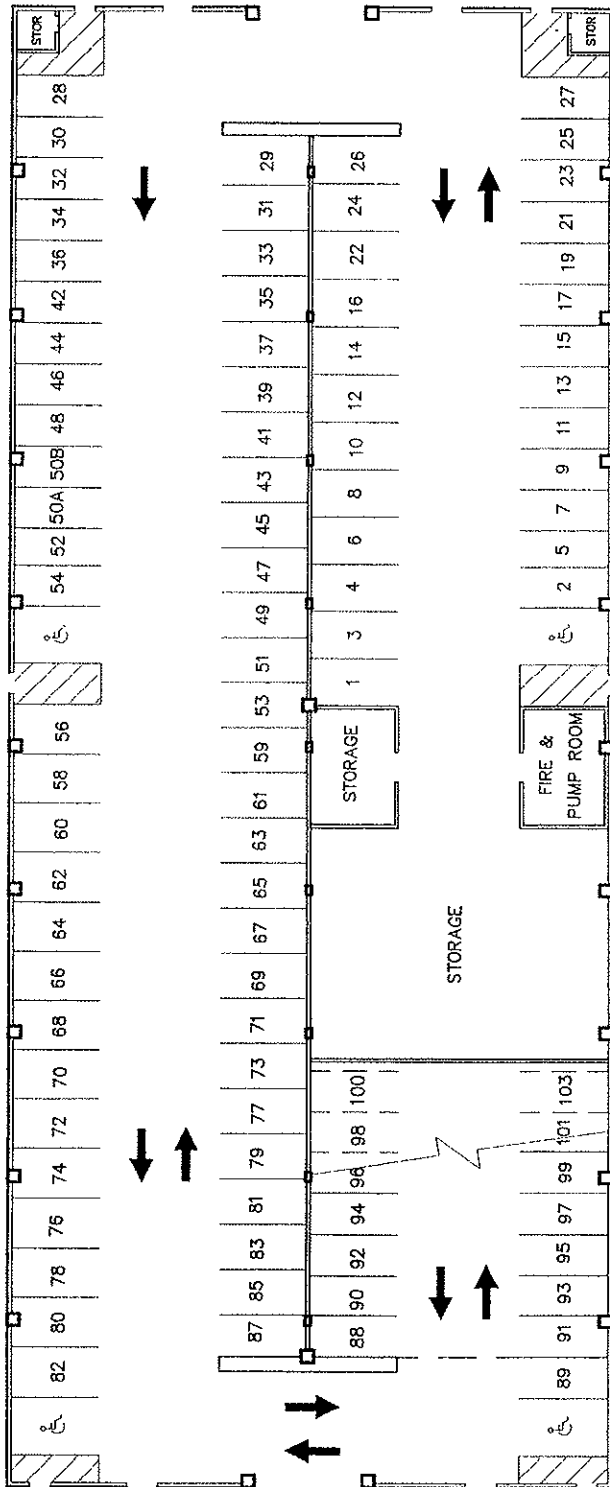 82 80 78 76 74 72 70 68 66 64 62 60 58 56 54 52 50A 50B 48 46 44 42 36 34 32 30 28 STOR
87 85 83 81 79 77 73 71 69 67 65 63 61 59 53 51 49 47 45 43 41 39 37 35 33 31 29
88 90 92 94 96 98 100 STORAGE 1 3 4 6 8 10 12 14 16 22 24 26
STORAGE
FIRE &
PUMP ROOM
89 91 93 95 97 99 101 103 2 5 7 9 11 13 15 17 19 21 23 25 27 STOR